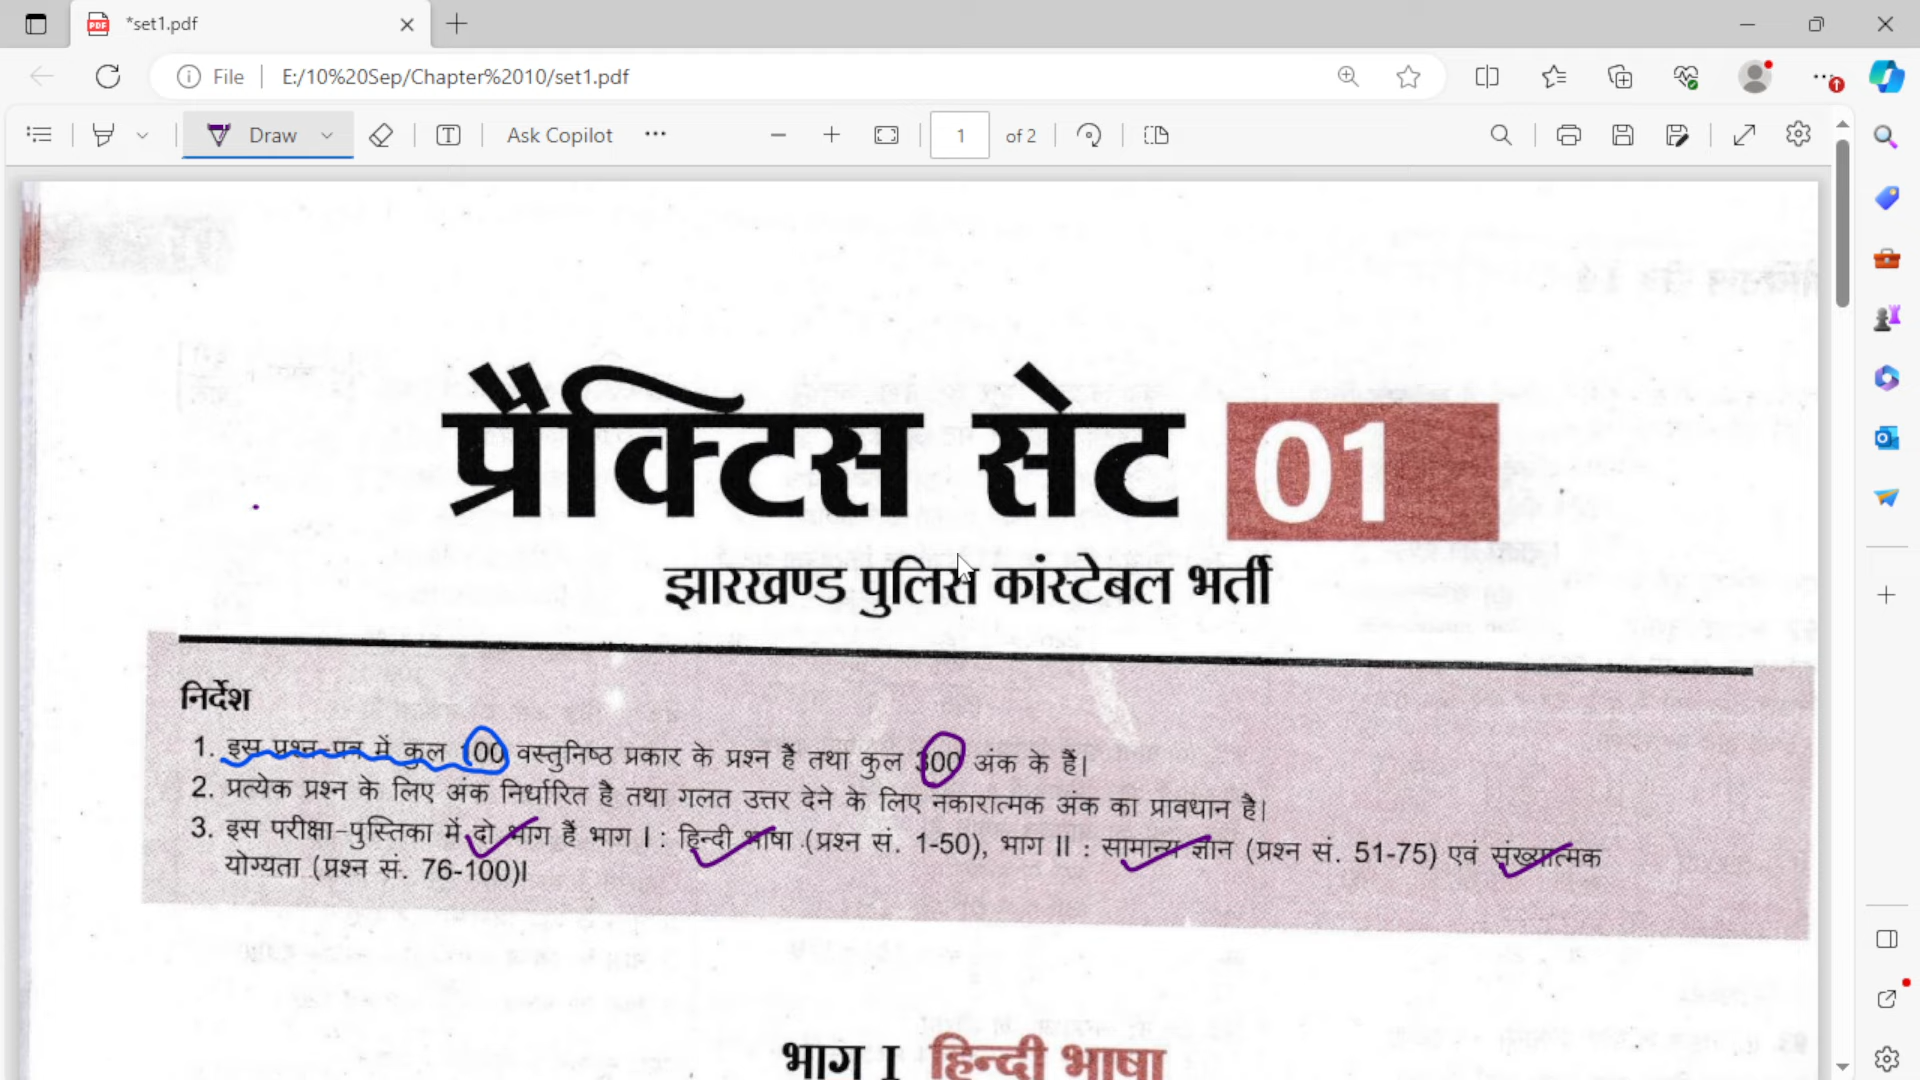 *set1.pdf
File
E:/10%20Sep/Chapter%2010/set1.pdf
Draw
T
Ask Copilot
1
of 2
प्रैक्टिस सेट 01
झारखण्ड पुलिस कांस्टेबल भर्ती
निर्देश
1. इस प्रश्न-पत्र में कुल 100 वस्तुनिष्ठ प्रकार के प्रश्न हैं तथा कुल 300 अंक के हैं।
2. प्रत्येक प्रश्न के लिए अंक निर्धारित है तथा गलत उत्तर देने के लिए नकारात्मक अंक का प्रावधान है।
3. इस परीक्षा-पुस्तिका में दो भाग हैं भाग I : हिन्दी भाषा (प्रश्न सं. 1-50), भाग II : सामान्य ज्ञान (प्रश्न सं. 51-75) एवं संख्यात्मक
योग्यता (प्रश्न सं. 76-100)।
भाग I हिन्दी भाषा